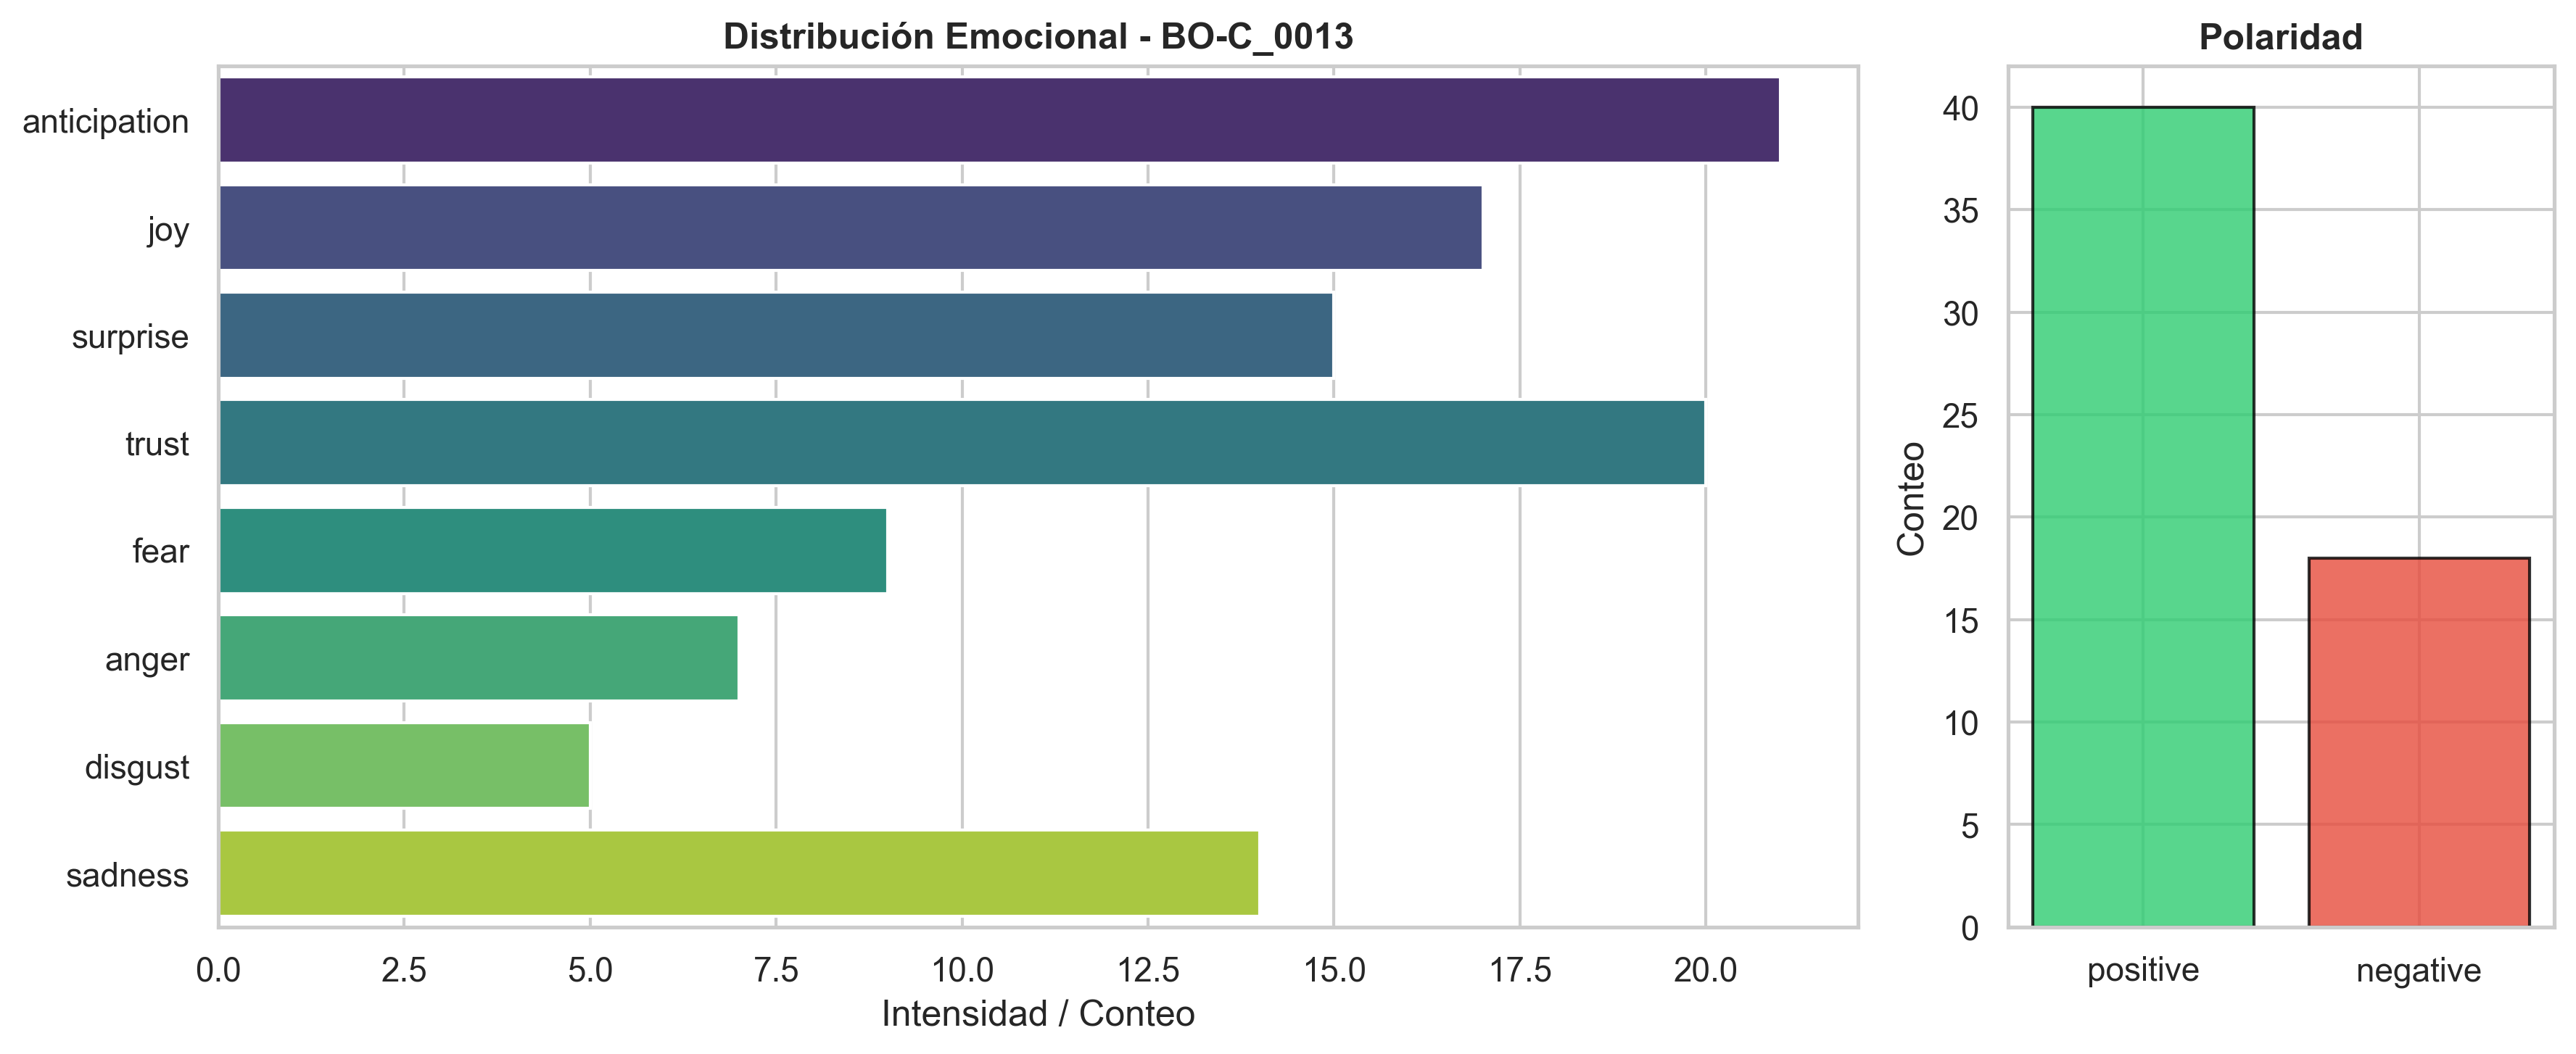 Distribución Emocional - BO-C_0013
anticipation
joy
surprise
trust
fear
anger
disgust
sadness
0.0 2.5 5.0 7.5 10.0 12.5 15.0 17.5 20.0
Intensidad / Conteo
Polaridad
Conteo
40
35
30
25
20
15
10
5
0
positive negative